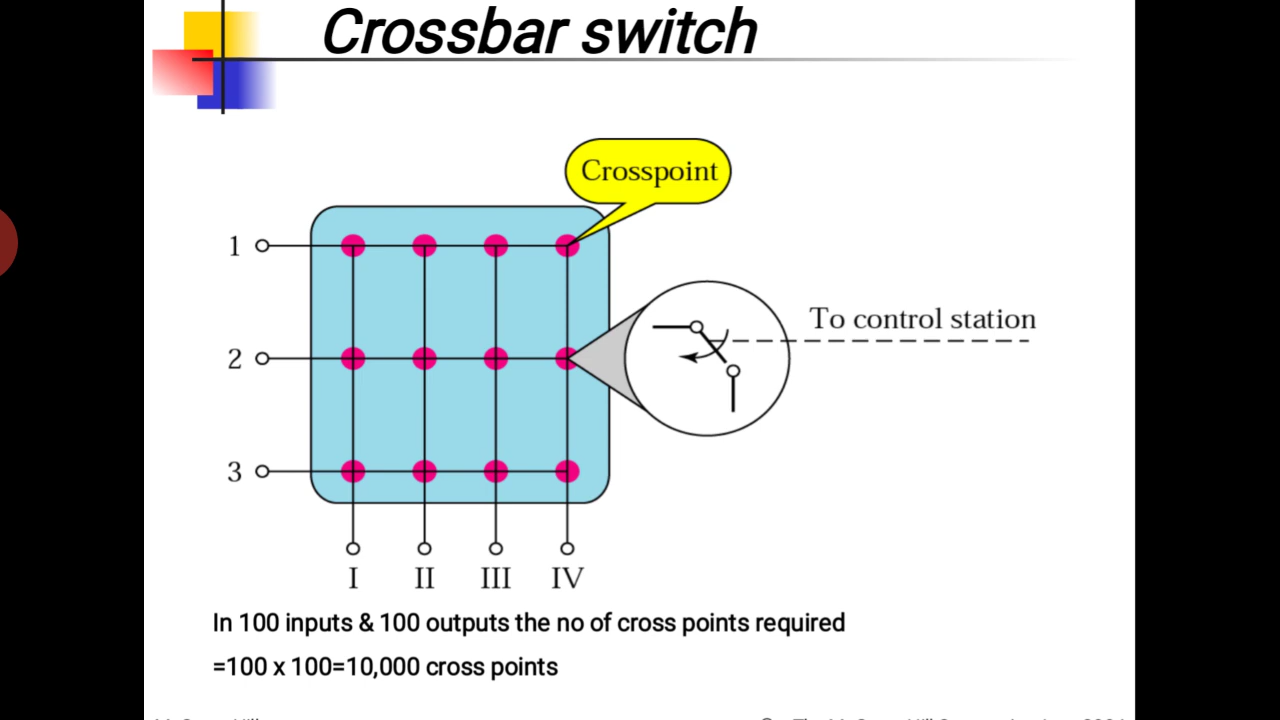 Crossbar switch
Crosspoint
1
To control station
2
3
I II III IV
In 100 inputs & 100 outputs the no of cross points required
=100 x 100=10,000 cross points